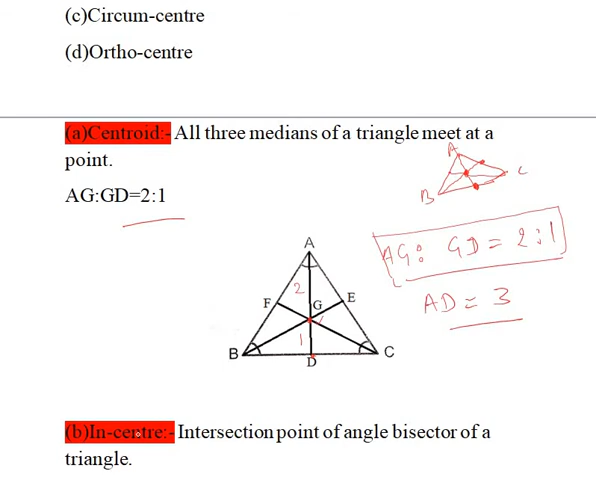 (c)Circum-centre
(d)Ortho-centre
(a)Centroid:- All three medians of a triangle meet at a
point.
AG:GD=2:1
A
B
C
AG: GD = 2:1
AD = 3
A
2
F
G
E
1
B
C
D
(b)In-centre:- Intersection point of angle bisector of a
triangle.